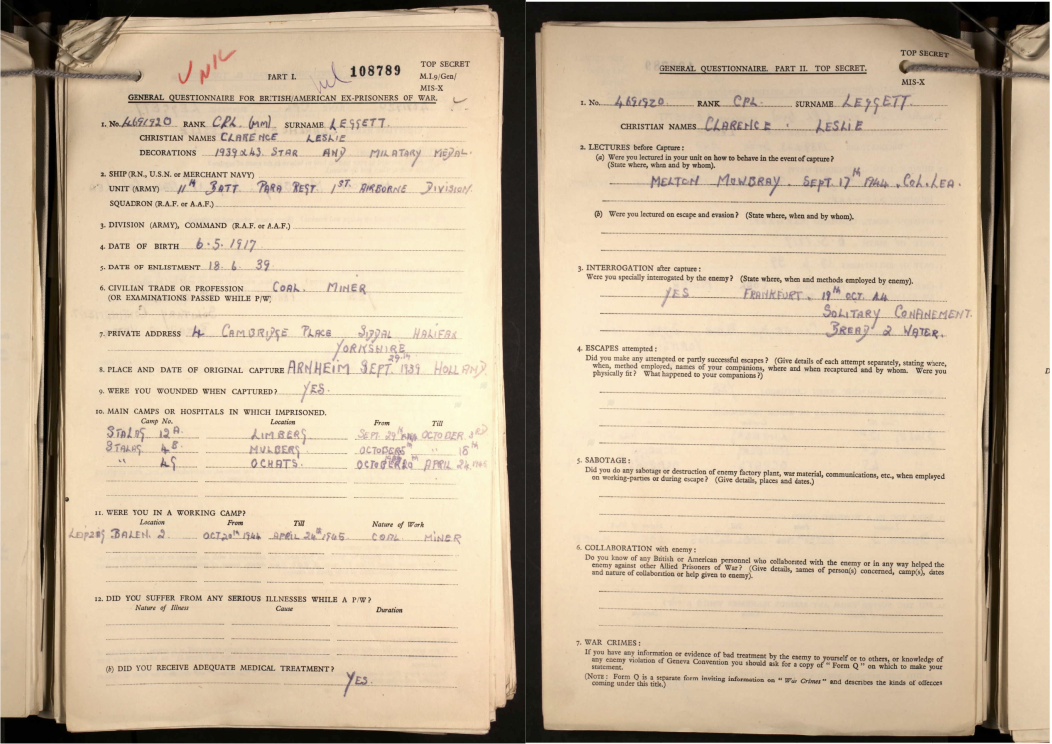 UNIC
PART I.
108789
TOP SECRET
M.I.9/Gen/
MIS-X
GENERAL QUESTIONNAIRE FOR BRITISH/AMERICAN EX-PRISONERS OF WAR.
1. No. 4691920 RANK CPL. (MM) SURNAME LEGGETT.
CHRISTIAN NAMES CLARENCE LESLIE
DECORATIONS 1939 & 43. STAR AND MILATARY MEDAL.
2. SHIP (R.N., U.S.N. or MERCHANT NAVY)
UNIT (ARMY) 11TH BATT. PARA REGT. 1ST. AIRBORNE DIVISION.
SQUADRON (R.A.F. or A.A.F.)
3. DIVISION (ARMY), COMMAND (R.A.F. or A.A.F.)
4. DATE OF BIRTH 6.5.1917
5. DATE OF ENLISTMENT 18.6.39
6. CIVILIAN TRADE OR PROFESSION COAL MINER
(OR EXAMINATIONS PASSED WHILE P/W)
7. PRIVATE ADDRESS 4 CAMBRIDGE PLACE SIDDAL HALIFAX
YORKSHIRE
8. PLACE AND DATE OF ORIGINAL CAPTURE ARNHEIM SEPT. 29TH 1939 HOLLAND.
9. WERE YOU WOUNDED WHEN CAPTURED? YES.
10. MAIN CAMPS OR HOSPITALS IN WHICH IMPRISONED.
Camp No. Location From Till
STALAG 12A. LIMBERG. SEPT. 29TH OCTOBER 3RD
STALAG 4B. MULBERG. OCTOBER 6TH " 18TH
" 4G OCHATS. OCTOBER 20TH APRIL 24. 1945
11. WERE YOU IN A WORKING CAMP?
Location From Till Nature of Work
LEIPZIG BALEN. 2. OCT 20TH 1944 APRIL 24TH 1945 COAL MINER
12. DID YOU SUFFER FROM ANY SERIOUS ILLNESSES WHILE A P/W?
Nature of Illness Cause Duration
(b) DID YOU RECEIVE ADEQUATE MEDICAL TREATMENT?
YES.
TOP SECRET
M.I.9/Gen/
MIS-X
GENERAL QUESTIONNAIRE. PART II. TOP SECRET.
1. No. 4691920. RANK CPL. SURNAME LEGGETT.
CHRISTIAN NAMES CLARENCE. LESLIE
2. LECTURES before Capture:
(a) Were you lectured in your unit on how to behave in the event of capture?
(State where, when and by whom).
MELTON MOWBRAY. SEPT. 17TH 1944. COL. LEA.
(b) Were you lectured on escape and evasion? (State where, when and by whom).
3. INTERROGATION after capture:
Were you specially interrogated by the enemy? (State where, when and methods employed by enemy).
YES FRANKFURT. 19TH OCT. 44
SOLITARY CONFINEMENT.
BREAD & WATER.
4. ESCAPES attempted:
Did you make any attempted or partly successful escapes? (Give details of each attempt separately, stating where,
when, method employed, names of your companions, where and when recaptured and by whom. Were you
physically fit? What happened to your companions?)
5. SABOTAGE:
Did you do any sabotage or destruction of enemy factory plant, war material, communications, etc., when employed
on working-parties or during escape? (Give details, places and dates.)
6. COLLABORATION with enemy:
Do you know of any British or American personnel who collaborated with the enemy or in any way helped the
enemy against other Allied Prisoners of War? (Give details, names of person(s) concerned, camp(s), dates
and nature of collaboration or help given to enemy).
7. WAR CRIMES:
If you have any information or evidence of bad treatment by the enemy to yourself or to others, or knowledge of
any enemy violation of Geneva Convention you should ask for a copy of "Form Q" on which to make your
statement.
(NOTE: Form Q is a separate form inviting information on "War Crimes" and describes the kinds of offences
coming under this title.)